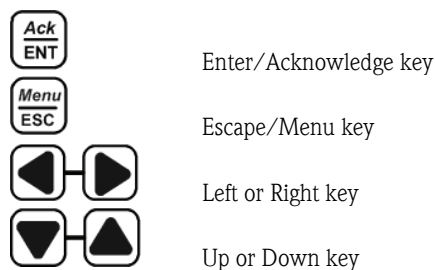 Ack
ENT
Enter/Acknowledge key
Menu
ESC
Escape/Menu key
Left or Right key
Up or Down key